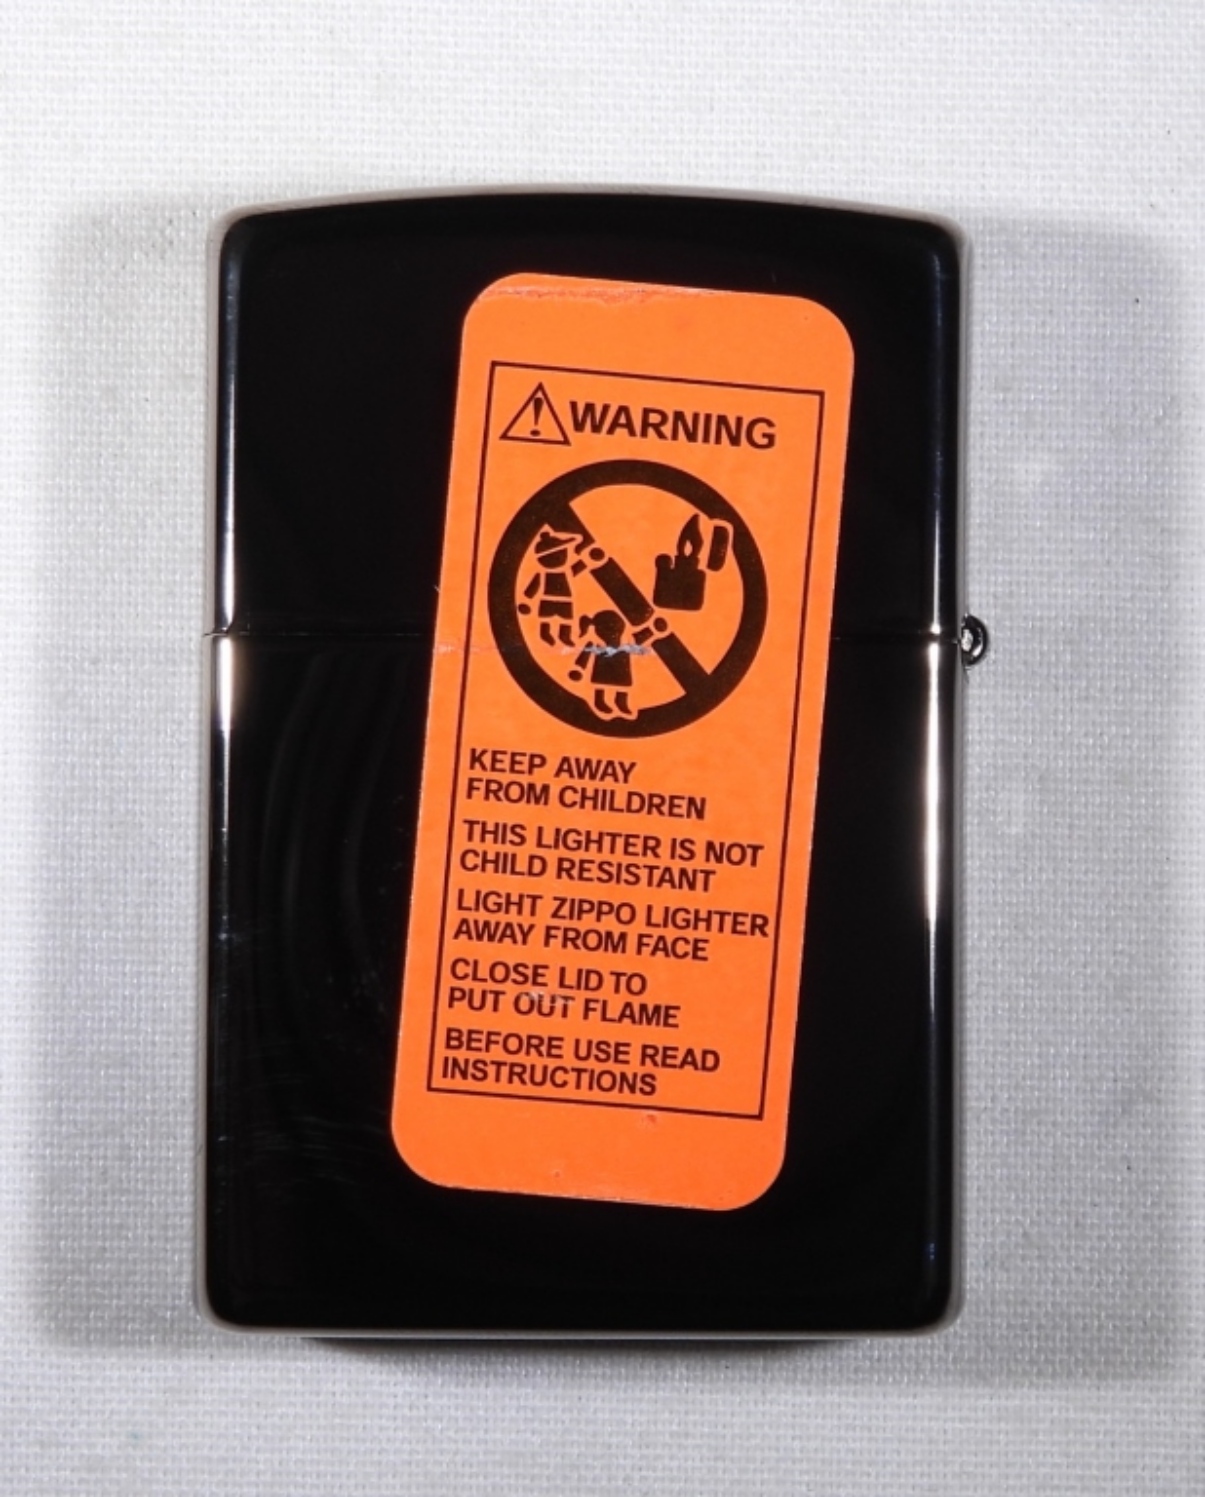 WARNING
KEEP AWAY
FROM CHILDREN
THIS LIGHTER IS NOT
CHILD RESISTANT
LIGHT ZIPPO LIGHTER
AWAY FROM FACE
CLOSE LID TO
PUT OUT FLAME
BEFORE USE READ
INSTRUCTIONS